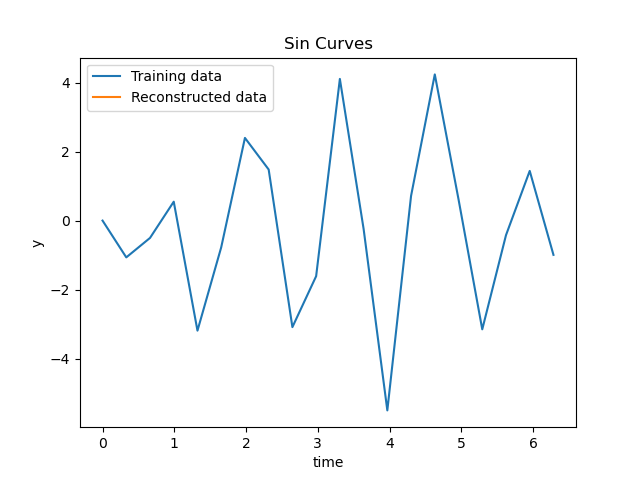 Sin Curves
Training data
Reconstructed data
4
2
0
−2
−4
y
0 1 2 3 4 5 6
time